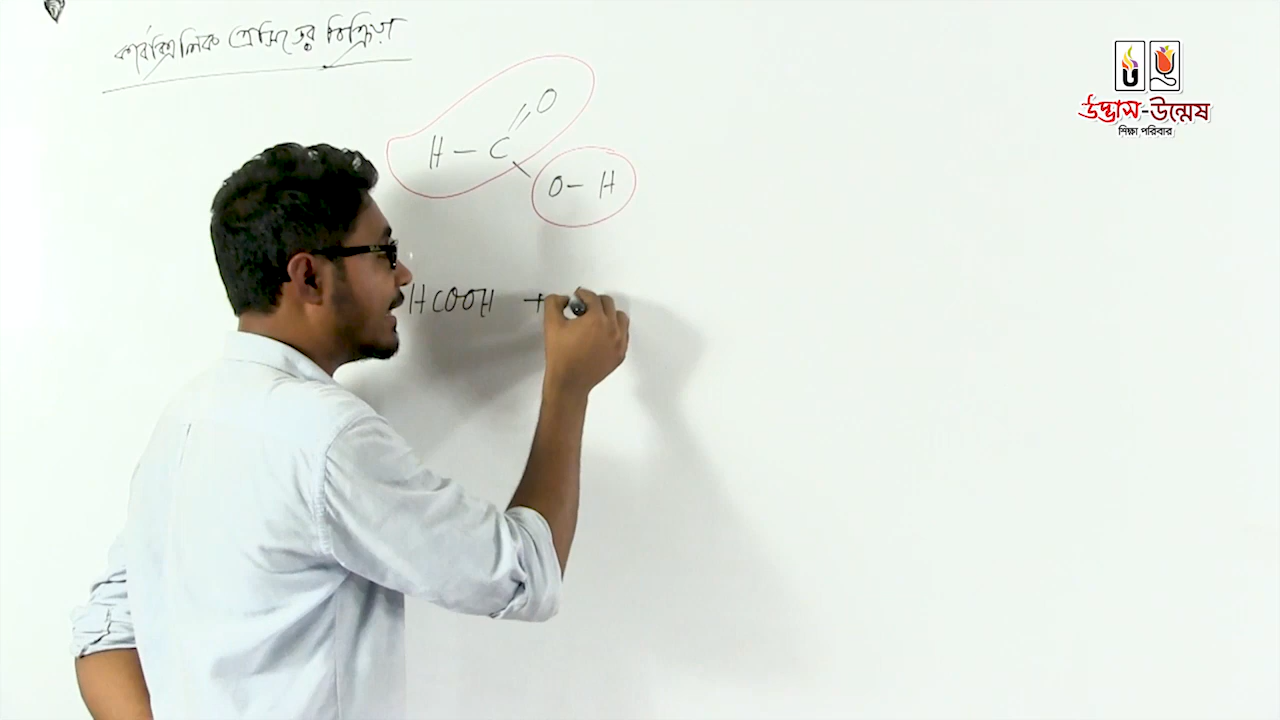 কার্বক্সিলিক এসিডের বিক্রিয়া
O
H – C
O – H
HCOOH +
U
উদ্ভাস-উন্মেষ
শিক্ষা পরিবার